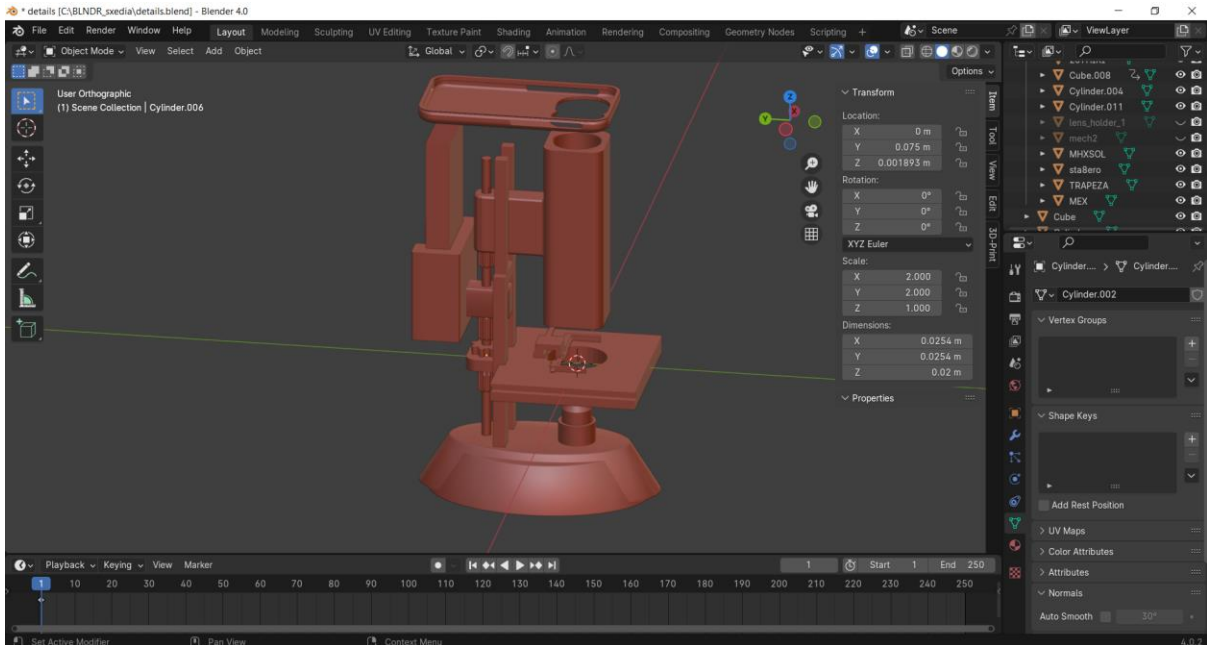 * details [C:\BLNDR_sxedia\details.blend] - Blender 4.0
File Edit Render Window Help Layout Modeling Sculpting UV Editing Texture Paint Shading Animation Rendering Compositing Geometry Nodes Scripting + Scene ViewLayer
Object Mode View Select Add Object Global
Options
User Orthographic
(1) Scene Collection | Cylinder.006
Z
Y
X
Transform
Location:
X 0 m
Y 0.075 m
Z 0.001893 m
Rotation:
X 0°
Y 0°
Z 0°
XYZ Euler
Scale:
X 2.000
Y 2.000
Z 1.000
Dimensions:
X 0.0254 m
Y 0.0254 m
Z 0.02 m
Properties
Item
Tool
View
Edit
3D-Print
Cube.008
Cylinder.004
Cylinder.011
lens_holder_1
mech2
MHXSOL
sta8ero
TRAPEZA
MEX
Cube
Cylinder.... > Cylinder....
Cylinder.002
Vertex Groups
Shape Keys
Add Rest Position
UV Maps
Color Attributes
Attributes
Normals
Auto Smooth 30°
Playback Keying View Marker 1 Start 1 End 250
1 10 20 30 40 50 60 70 80 90 100 110 120 130 140 150 160 170 180 190 200 210 220 230 240 250
Set Active Modifier Pan View Context Menu 4.0.2